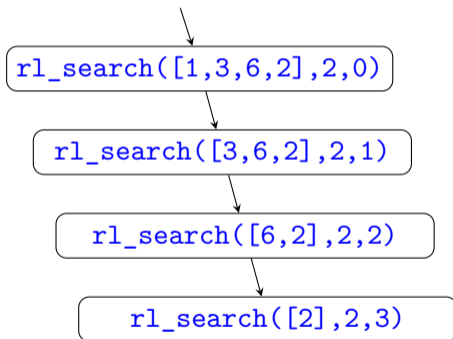 rl_search([1,3,6,2],2,0)
rl_search([3,6,2],2,1)
rl_search([6,2],2,2)
rl_search([2],2,3)